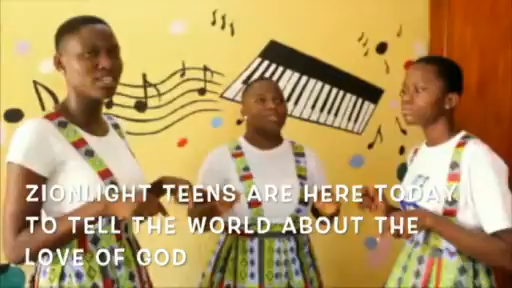 ZIONLIGHT TEENS ARE HERE TODAY
TO TELL THE WORLD ABOUT THE
LOVE OF GOD